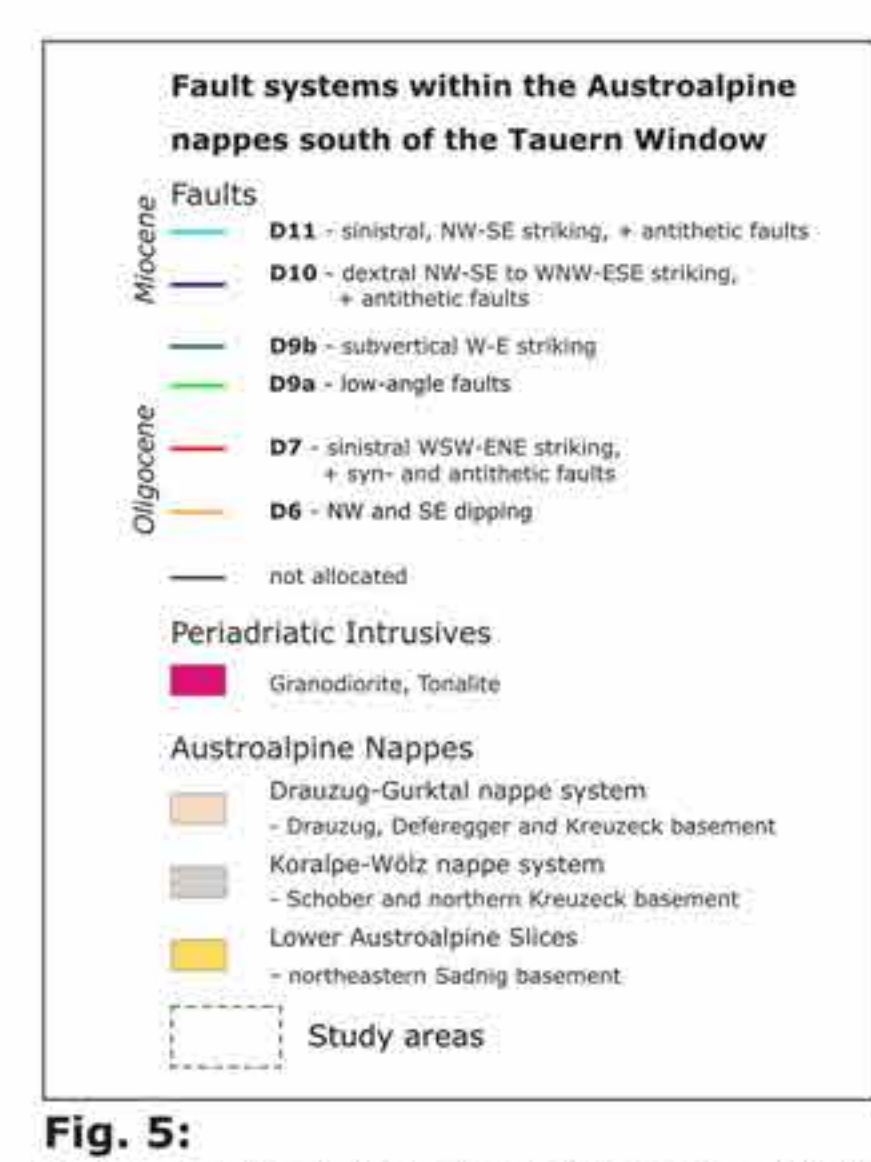 Fault systems within the Austroalpine
nappes south of the Tauern Window
Faults
Miocene
D11 - sinistral, NW-SE striking, + antithetic faults
D10 - dextral NW-SE to WNW-ESE striking,
+ antithetic faults
D9b - subvertical W-E striking
D9a - low-angle faults
Oligocene
D7 - sinistral WSW-ENE striking,
+ syn- and antithetic faults
D6 - NW and SE dipping
not allocated
Periadriatic Intrusives
Granodiorite, Tonalite
Austroalpine Nappes
Drauzug-Gurktal nappe system
- Drauzug, Deferegger and Kreuzeck basement
Koralpe-Wölz nappe system
- Schober and northern Kreuzeck basement
Lower Austroalpine Slices
- northeastern Sadnig basement
Study areas
Fig. 5: